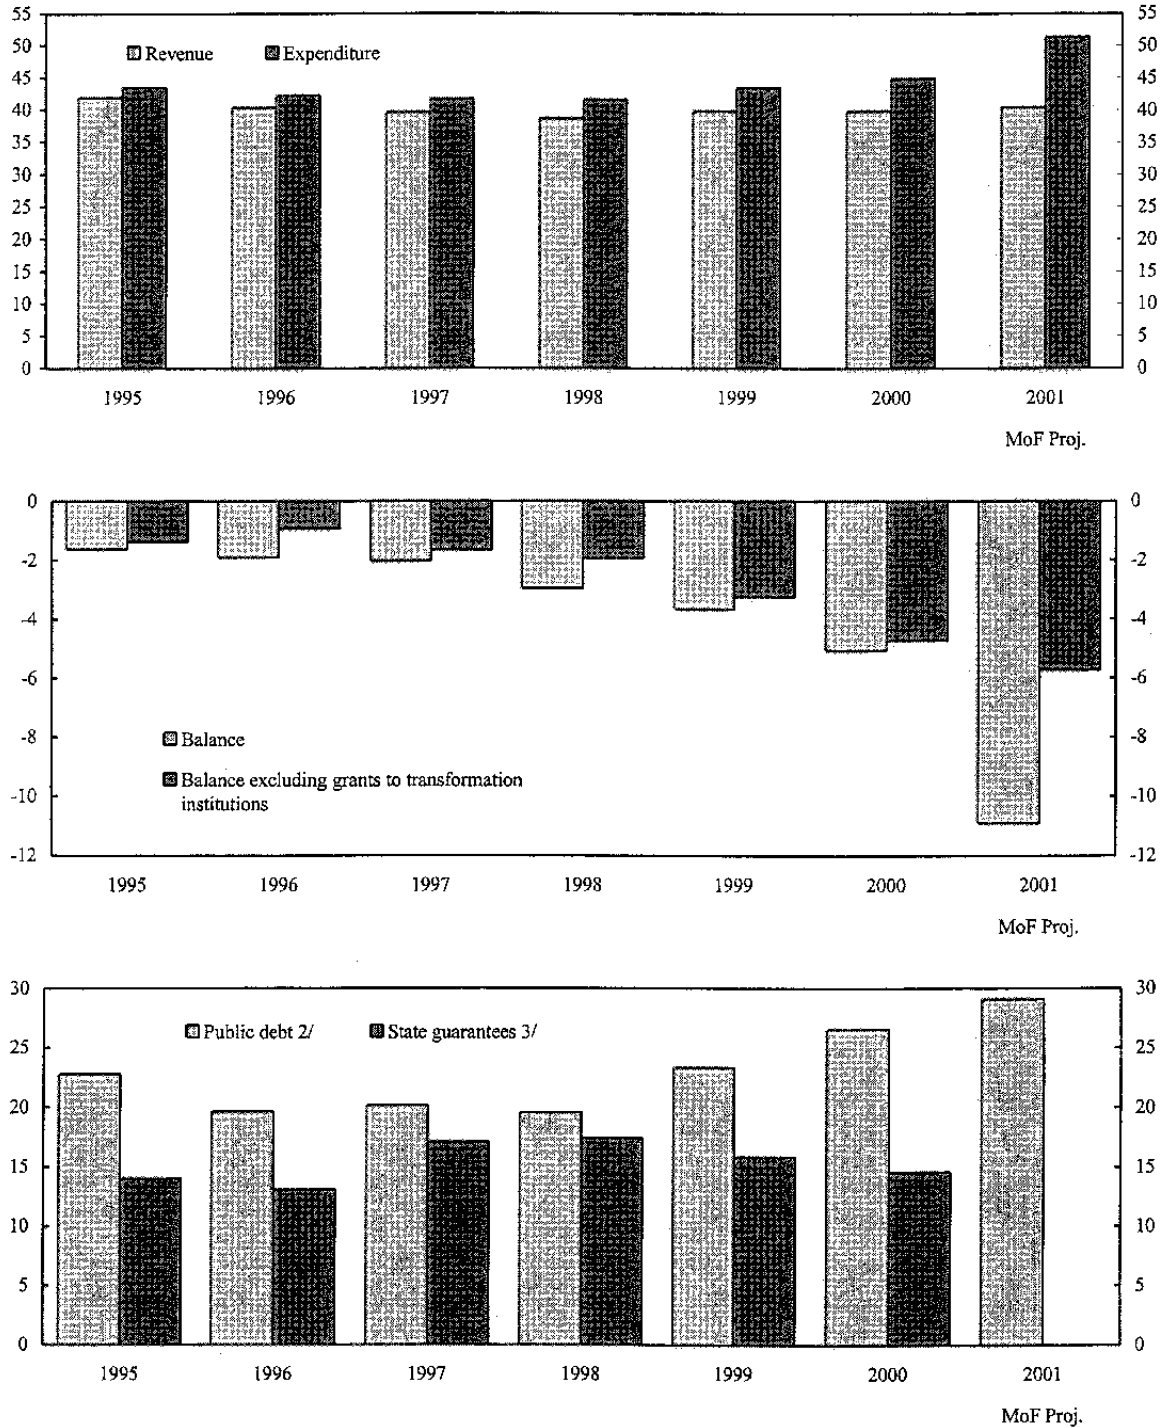 55 55
Revenue Expenditure
50 50
45 45
40 40
35 35
30 30
25 25
20 20
15 15
10 10
5 5
0 0
1995 1996 1997 1998 1999 2000 2001
MoF Proj.
0 0
-2 -2
-4 -4
-6 -6
Balance
-8 -8
Balance excluding grants to transformation
institutions
-10 -10
-12 -12
1995 1996 1997 1998 1999 2000 2001
MoF Proj.
30 30
Public debt 2/ State guarantees 3/
25 25
20 20
15 15
10 10
5 5
0 0
1995 1996 1997 1998 1999 2000 2001
MoF Proj.